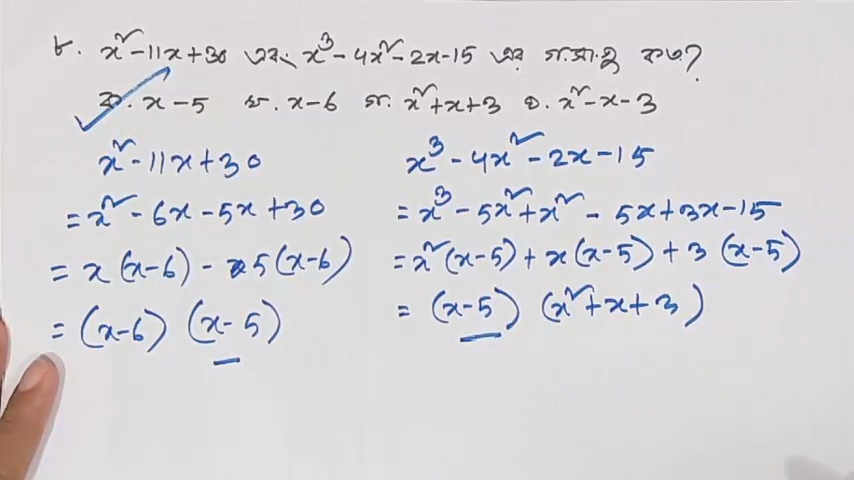 ৮. x² - 11x + 30 এবং x³ - 4x² - 2x - 15 এর গ.সা.গু কত?
ক. x - 5 খ. x - 6 গ. x² + x + 3 ঘ. x² - x - 3
x² - 11x + 30 x³ - 4x² - 2x - 15
= x² - 6x - 5x + 30 = x³ - 5x² + x² - 5x + 3x - 15
= x (x - 6) - 5 (x - 6) = x² (x - 5) + x (x - 5) + 3 (x - 5)
= (x - 6) (x - 5) = (x - 5) (x² + x + 3)